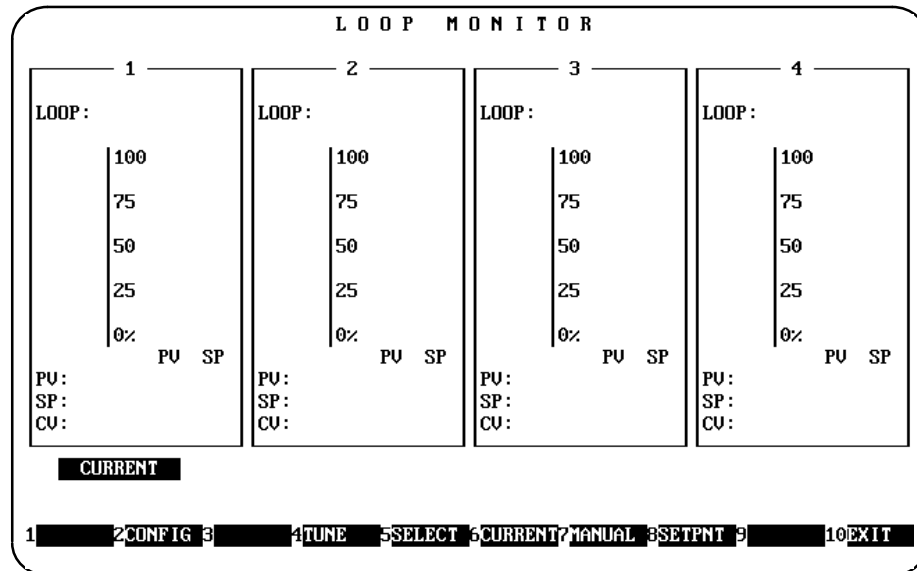 LOOP MONITOR
1 2 3 4
LOOP: LOOP: LOOP: LOOP:
100 100 100 100
75 75 75 75
50 50 50 50
25 25 25 25
0% 0% 0% 0%
PV SP PV SP PV SP PV SP
PV: PV: PV: PV:
SP: SP: SP: SP:
CV: CV: CV: CV:
CURRENT
1 2CONFIG 3 4TUNE 5SELECT 6CURRENT7MANUAL 8SETPNT 9 10EXIT